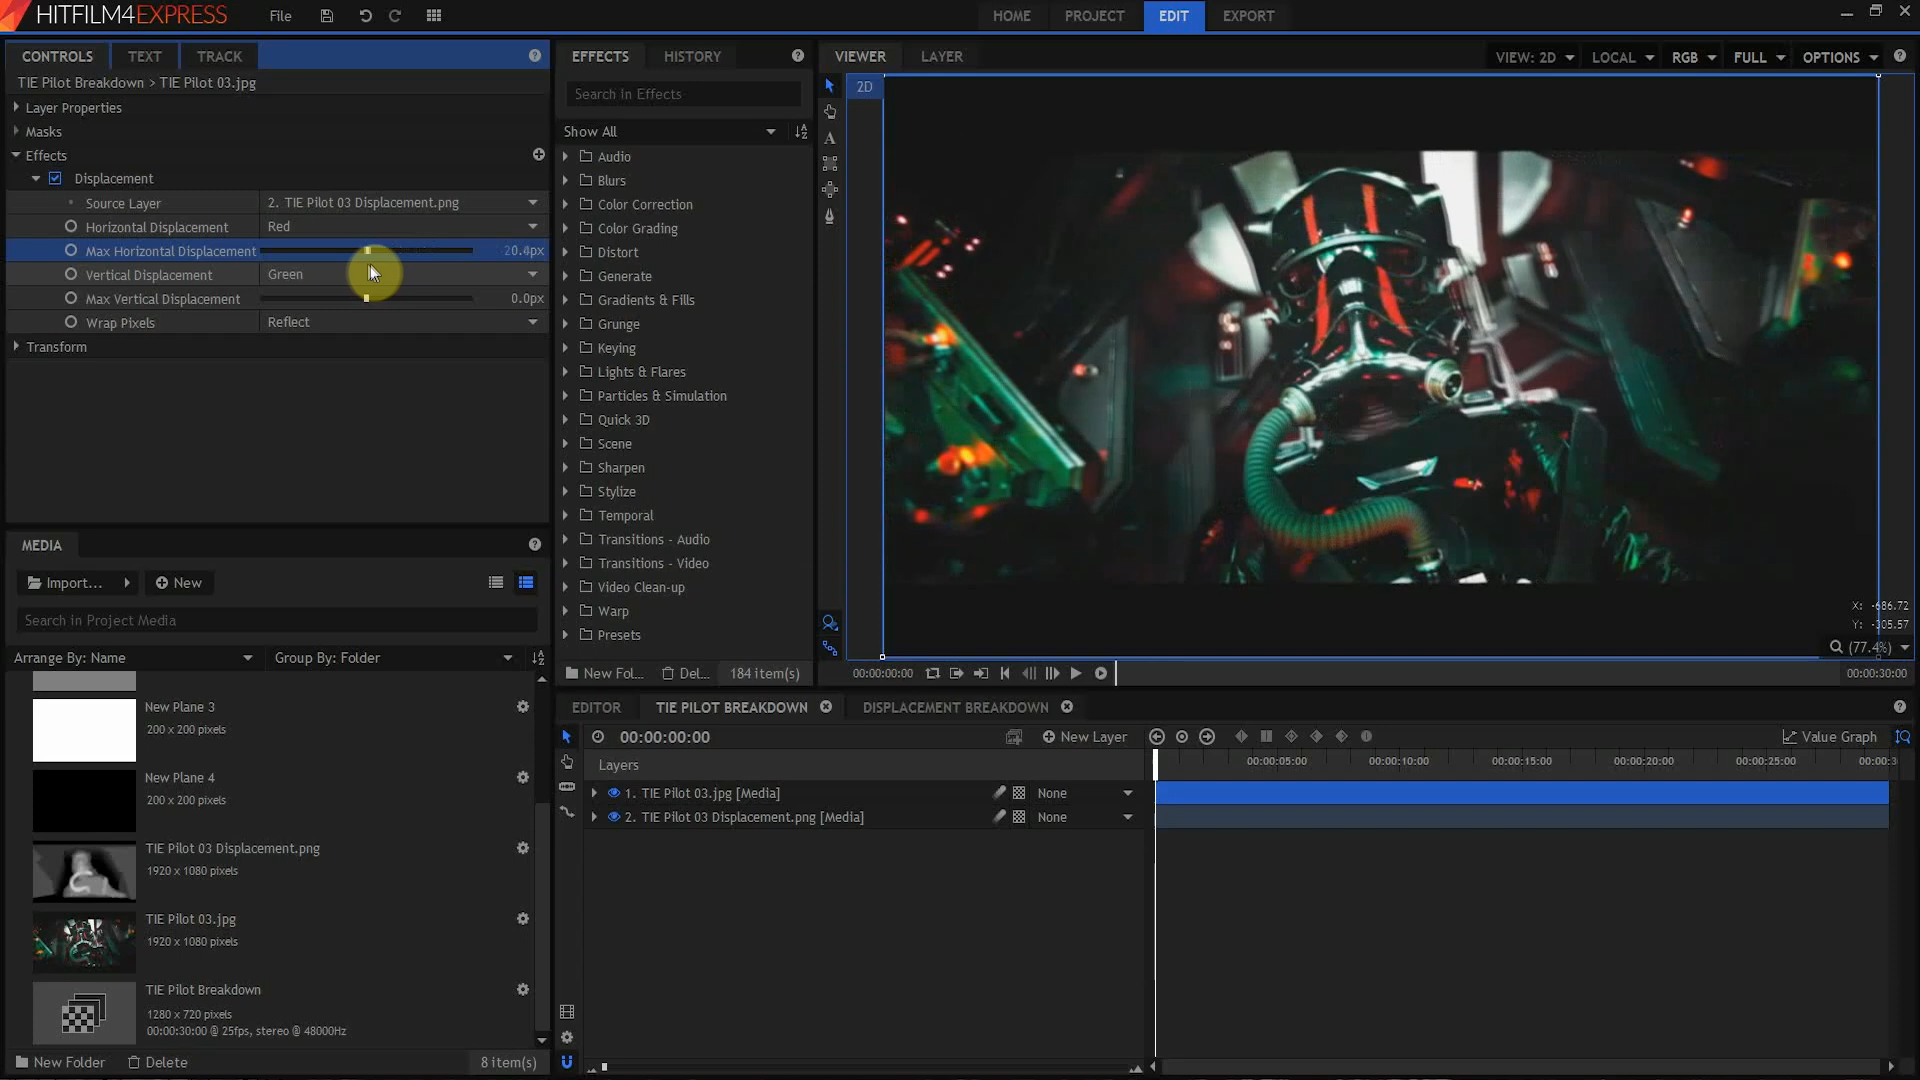 HITFILM4EXPRESS
File
HOME
PROJECT
EDIT
EXPORT
CONTROLS
TEXT
TRACK
TIE Pilot Breakdown > TIE Pilot 03.jpg
Layer Properties
Masks
Effects
Displacement
Source Layer
2. TIE Pilot 03 Displacement.png
Horizontal Displacement
Red
Max Horizontal Displacement
20.4px
Vertical Displacement
Green
Max Vertical Displacement
0.0px
Wrap Pixels
Reflect
Transform
MEDIA
Import...
New
Search in Project Media
Arrange By: Name
Group By: Folder
New Plane 3
200 x 200 pixels
New Plane 4
200 x 200 pixels
TIE Pilot 03 Displacement.png
1920 x 1080 pixels
TIE Pilot 03.jpg
1920 x 1080 pixels
TIE Pilot Breakdown
1280 x 720 pixels
00:00:30:00 @ 25fps, stereo @ 48000Hz
New Folder
Delete
8 item(s)
EFFECTS
HISTORY
Search In Effects
Show All
Audio
Blurs
Color Correction
Color Grading
Distort
Generate
Gradients & Fills
Grunge
Keying
Lights & Flares
Particles & Simulation
Quick 3D
Scene
Sharpen
Stylize
Temporal
Transitions - Audio
Transitions - Video
Video Clean-up
Warp
Presets
New Fol...
Del...
184 item(s)
VIEWER
LAYER
VIEW: 2D
LOCAL
RGB
FULL
OPTIONS
2D
X: -686.72
Y: -305.57
(77.4%)
00:00:00:00
00:00:30:00
EDITOR
TIE PILOT BREAKDOWN
DISPLACEMENT BREAKDOWN
00:00:00:00
New Layer
Value Graph
Layers
00:00:05:00
00:00:10:00
00:00:15:00
00:00:20:00
00:00:25:00
00:00:3
1. TIE Pilot 03.jpg [Media]
None
2. TIE Pilot 03 Displacement.png [Media]
None